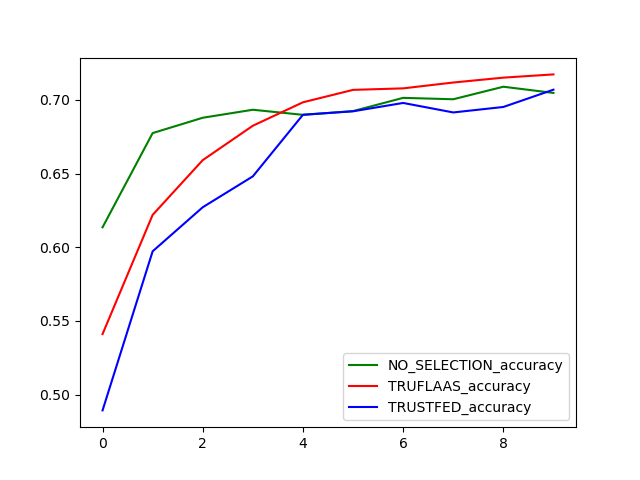 0.70
0.65
0.60
0.55
0.50
NO_SELECTION_accuracy
TRUFLAAS_accuracy
TRUSTFED_accuracy
0 2 4 6 8